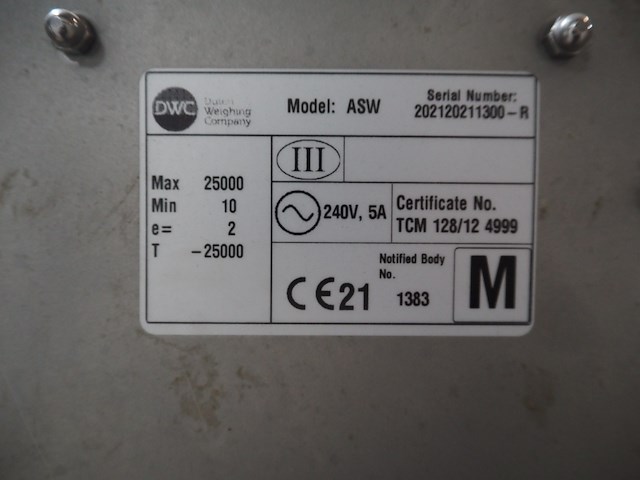 DWC
Dutch
Weighing
Company
Model: ASW
Serial Number:
202120211300-R
Max 25000
Min 10
e= 2
T -25000
III
240V, 5A
Certificate No.
TCM 128/12 4999
CE21
Notified Body
No. 1383
M